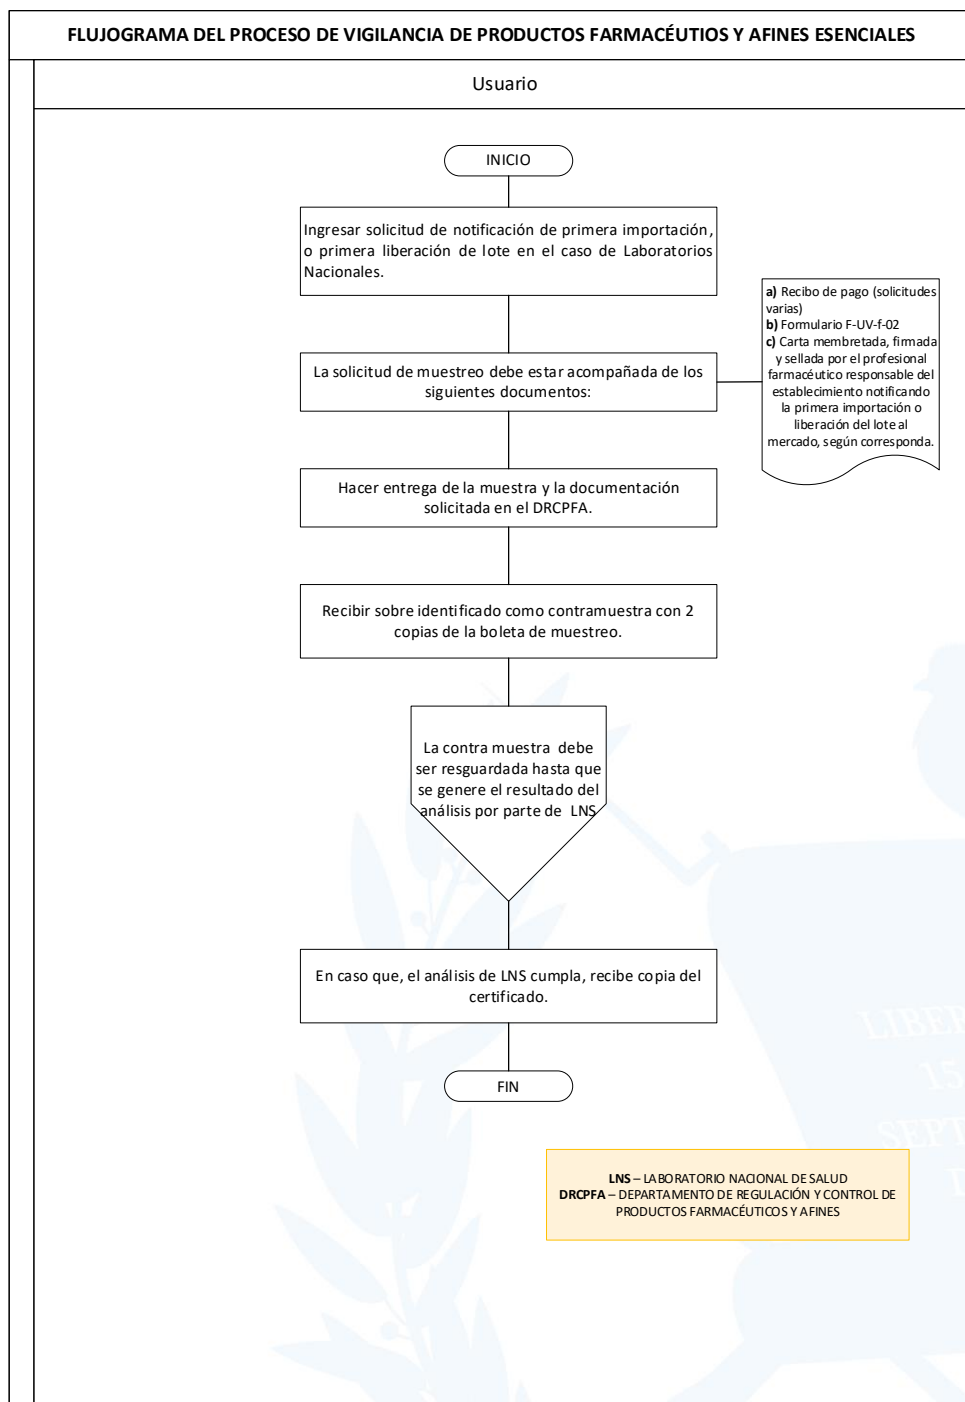 FLUJOGRAMA DEL PROCESO DE VIGILANCIA DE PRODUCTOS FARMACÉUTIOS Y AFINES ESENCIALES
Usuario
INICIO
Ingresar solicitud de notificación de primera importación,
o primera liberación de lote en el caso de Laboratorios
Nacionales.
La solicitud de muestreo debe estar acompañada de los
siguientes documentos:
a) Recibo de pago (solicitudes
varias)
b) Formulario F-UV-f-02
c) Carta membretada, firmada
y sellada por el profesional
farmacéutico responsable del
establecimiento notificando
la primera importación o
liberación del lote al
mercado, según corresponda.
Hacer entrega de la muestra y la documentación
solicitada en el DRCPFA.
Recibir sobre identificado como contramuestra con 2
copias de la boleta de muestreo.
La contra muestra debe
ser resguardada hasta que
se genere el resultado del
análisis por parte de LNS
En caso que, el análisis de LNS cumpla, recibe copia del
certificado.
FIN
LNS – LABORATORIO NACIONAL DE SALUD
DRCPFA – DEPARTAMENTO DE REGULACIÓN Y CONTROL DE
PRODUCTOS FARMACÉUTICOS Y AFINES
LIBER
15
SEPT